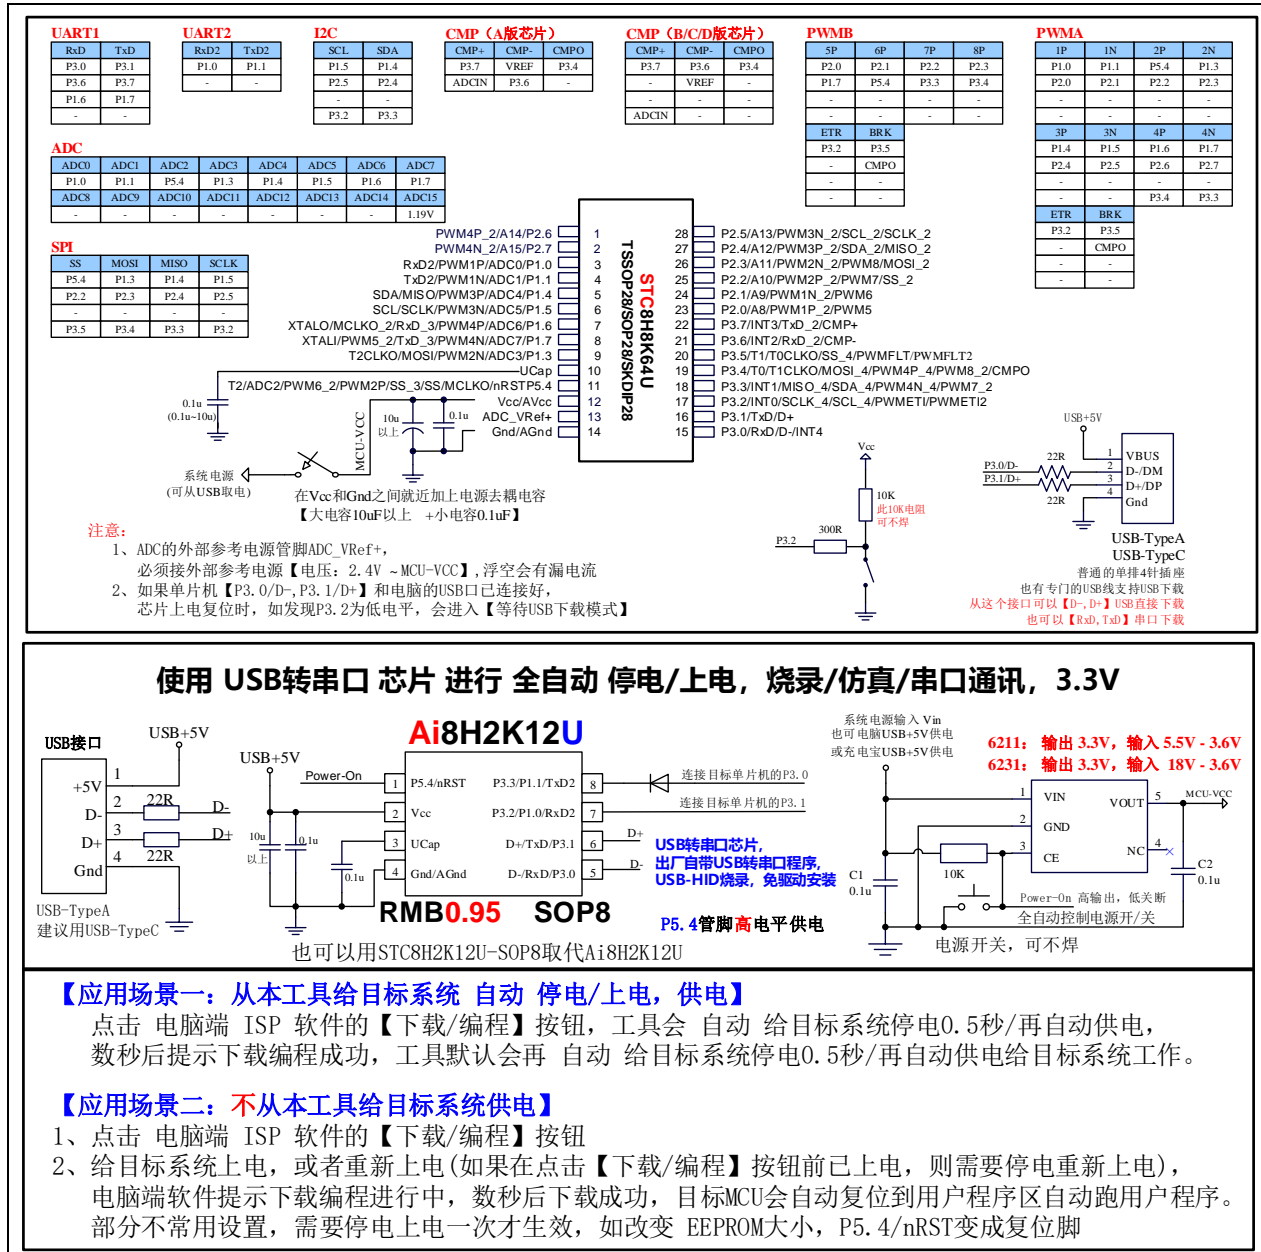 UART1
RxD TxD
P3.0 P3.1
P3.6 P3.7
P1.6 P1.7
- -
UART2
RxD2 TxD2
P1.0 P1.1
- -
I2C
SCL SDA
P1.5 P1.4
P2.5 P2.4
- -
P3.2 P3.3
CMP（A版芯片）
CMP+ CMP- CMPO
P3.7 VREF P3.4
ADCIN P3.6 -
CMP（B/C/D版芯片）
CMP+ CMP- CMPO
P3.7 P3.6 P3.4
- VREF -
- - -
ADCIN - -
PWMB
5P 6P 7P 8P
P2.0 P2.1 P2.2 P2.3
P1.7 P5.4 P3.3 P3.4
- - - -
- - - -
ETR BRK
P3.2 P3.5
- CMPO
- -
- -
PWMA
1P 1N 2P 2N
P1.0 P1.1 P5.4 P1.3
P2.0 P2.1 P2.2 P2.3
- - - -
- - - -
3P 3N 4P 4N
P1.4 P1.5 P1.6 P1.7
P2.4 P2.5 P2.6 P2.7
- - - -
- - P3.4 P3.3
ETR BRK
P3.2 P3.5
- CMPO
- -
- -
ADC
ADC0 ADC1 ADC2 ADC3 ADC4 ADC5 ADC6 ADC7
P1.0 P1.1 P5.4 P1.3 P1.4 P1.5 P1.6 P1.7
ADC8 ADC9 ADC10 ADC11 ADC12 ADC13 ADC14 ADC15
- - - - - - - 1.19V
SPI
SS MOSI MISO SCLK
P5.4 P1.3 P1.4 P1.5
P2.2 P2.3 P2.4 P2.5
- - - -
P3.5 P3.4 P3.3 P3.2
PWM4P_2/A14/P2.6 1
PWM4N_2/A15/P2.7 2
RxD2/PWM1P/ADC0/P1.0 3
TxD2/PWM1N/ADC1/P1.1 4
SDA/MISO/PWM3P/ADC4/P1.4 5
SCL/SCLK/PWM3N/ADC5/P1.5 6
XTALO/MCLKO_2/RxD_3/PWM4P/ADC6/P1.6 7
XTALI/PWM5_2/TxD_3/PWM4N/ADC7/P1.7 8
T2CLKO/MOSI/PWM2N/ADC3/P1.3 9
UCap 10
T2/ADC2/PWM6_2/PWM2P/SS_3/SS/MCLKO/nRSTP5.4 11
Vcc/AVcc 12
ADC_VRef+ 13
Gnd/AGnd 14
STC8H8K64U
TSSOP28/SOP28/SKDIP28
28 P2.5/A13/PWM3N_2/SCL_2/SCLK_2
27 P2.4/A12/PWM3P_2/SDA_2/MISO_2
26 P2.3/A11/PWM2N_2/PWM8/MOSI_2
25 P2.2/A10/PWM2P_2/PWM7/SS_2
24 P2.1/A9/PWM1N_2/PWM6
23 P2.0/A8/PWM1P_2/PWM5
22 P3.7/INT3/TxD_2/CMP+
21 P3.6/INT2/RxD_2/CMP-
20 P3.5/T1/T0CLKO/SS_4/PWMFLT/PWMFLT2
19 P3.4/T0/T1CLKO/MOSI_4/PWM4P_4/PWM8_2/CMPO
18 P3.3/INT1/MISO_4/SDA_4/PWM4N_4/PWM7_2
17 P3.2/INT0/SCLK_4/SCL_4/PWMETI/PWMETI2
16 P3.1/TxD/D+
15 P3.0/RxD/D-/INT4
0.1u
(0.1u~10u)
MCU-VCC
10u
以上
0.1u
系统电源
(可从USB取电)
在Vcc和Gnd之间就近加上电源去耦电容
【大电容10uF以上 +小电容0.1uF】
Vcc
10K
此10K电阻
可不焊
300R
P3.2
USB+5V
P3.0/D-
P3.1/D+
22R
22R
1 VBUS
2 D-/DM
3 D+/DP
4 Gnd
USB-TypeA
USB-TypeC
普通的单排4针插座
也有专门的USB线支持USB下载
从这个接口可以【D-,D+】USB直接下载
也可以【RxD,TxD】串口下载
注意:
1、ADC的外部参考电源管脚ADC_VRef+,
必须接外部参考电源【电压：2.4V ~MCU-VCC】,浮空会有漏电流
2、如果单片机【P3.0/D-,P3.1/D+】和电脑的USB口已连接好,
芯片上电复位时，如发现P3.2为低电平，会进入【等待USB下载模式】
使用 USB转串口 芯片 进行 全自动 停电/上电，烧录/仿真/串口通讯，3.3V
USB接口
USB+5V
+5V 1
D- 2
D+ 3
Gnd 4
22R
22R
D-
D+
USB-TypeA
建议用USB-TypeC
Ai8H2K12U
USB+5V
Power-On
10u
以上
0.1u
0.1u
1 P5.4/nRST
2 Vcc
3 UCap
4 Gnd/AGnd
P3.3/P1.1/TxD2 8
P3.2/P1.0/RxD2 7
D+/TxD/P3.1 6
D-/RxD/P3.0 5
连接目标单片机的P3.0
连接目标单片机的P3.1
D+
D-
USB转串口芯片，
出厂自带USB转串口程序，
USB-HID烧录，免驱动安装
RMB0.95 SOP8
P5.4管脚高电平供电
也可以用STC8H2K12U-SOP8取代Ai8H2K12U
系统电源输入 Vin
也可电脑USB+5V供电
或充电宝USB+5V供电
6211： 输出 3.3V，输入 5.5V - 3.6V
6231： 输出 3.3V，输入 18V - 3.6V
1 VIN
2 GND
3 CE
VOUT 5
NC 4
MCU-VCC
10K
C1
0.1u
C2
0.1u
Power-On 高输出，低关断
全自动控制电源开/关
电源开关，可不焊
【应用场景一：从本工具给目标系统 自动 停电/上电，供电】
点击 电脑端 ISP 软件的【下载/编程】按钮，工具会 自动 给目标系统停电0.5秒/再自动供电，
数秒后提示下载编程成功，工具默认会再 自动 给目标系统停电0.5秒/再自动供电给目标系统工作。
【应用场景二：不从本工具给目标系统供电】
1、点击 电脑端 ISP 软件的【下载/编程】按钮
2、给目标系统上电，或者重新上电(如果在点击【下载/编程】按钮前已上电，则需要停电重新上电)，
电脑端软件提示下载编程进行中，数秒后下载成功，目标MCU会自动复位到用户程序区自动跑用户程序。
部分不常用设置，需要停电上电一次才生效，如改变 EEPROM大小，P5.4/nRST变成复位脚